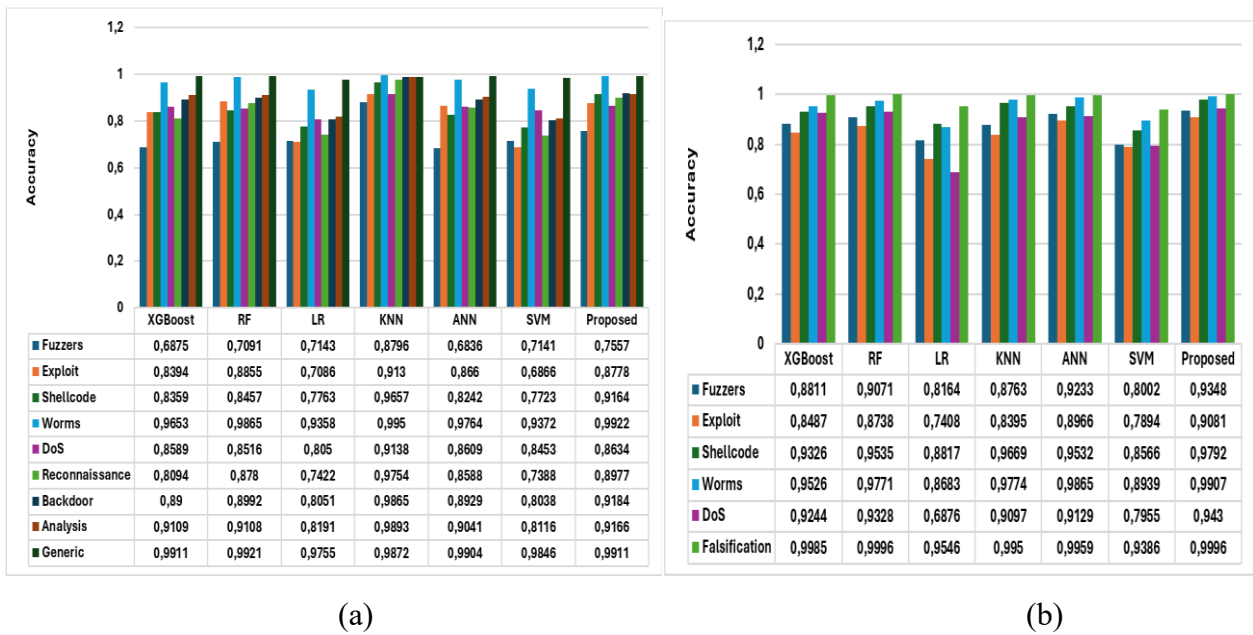 1,2
1
0,8
0,6
0,4
0,2
0
Accuracy
XGBoost RF LR KNN ANN SVM Proposed
Fuzzers 0,6875 0,7091 0,7143 0,8796 0,6836 0,7141 0,7557
Exploit 0,8394 0,8855 0,7086 0,913 0,866 0,6866 0,8778
Shellcode 0,8359 0,8457 0,7763 0,9657 0,8242 0,7723 0,9164
Worms 0,9653 0,9865 0,9358 0,995 0,9764 0,9372 0,9922
DoS 0,8589 0,8516 0,805 0,9138 0,8609 0,8453 0,8634
Reconnaissance 0,8094 0,878 0,7422 0,9754 0,8588 0,7388 0,8977
Backdoor 0,89 0,8992 0,8051 0,9865 0,8929 0,8038 0,9184
Analysis 0,9109 0,9108 0,8191 0,9893 0,9041 0,8116 0,9166
Generic 0,9911 0,9921 0,9755 0,9872 0,9904 0,9846 0,9911
(a)
1,2
1
0,8
0,6
0,4
0,2
0
Accuracy
XGBoost RF LR KNN ANN SVM Proposed
Fuzzers 0,8811 0,9071 0,8164 0,8763 0,9233 0,8002 0,9348
Exploit 0,8487 0,8738 0,7408 0,8395 0,8966 0,7894 0,9081
Shellcode 0,9326 0,9535 0,8817 0,9669 0,9532 0,8566 0,9792
Worms 0,9526 0,9771 0,8683 0,9774 0,9865 0,8939 0,9907
DoS 0,9244 0,9328 0,6876 0,9097 0,9129 0,7955 0,943
Falsification 0,9985 0,9996 0,9546 0,995 0,9959 0,9386 0,9996
(b)